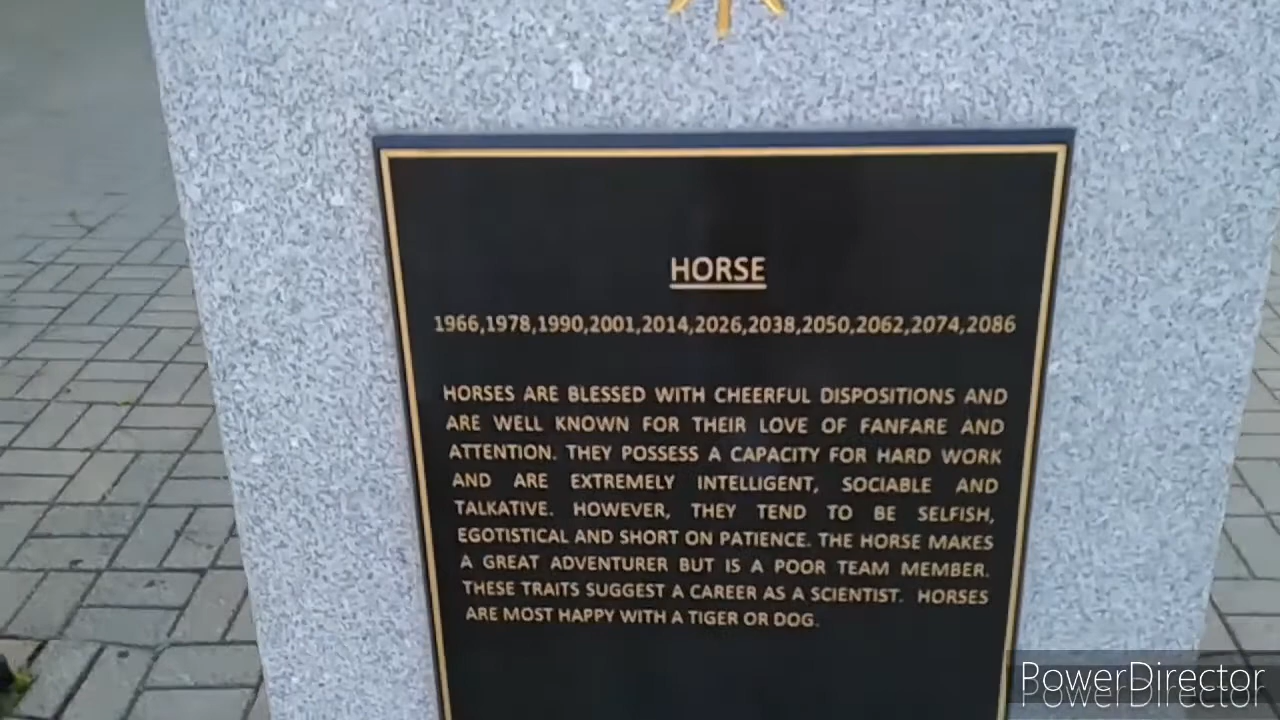 HORSE
1966,1978,1990,2001,2014,2026,2038,2050,2062,2074,2086
HORSES ARE BLESSED WITH CHEERFUL DISPOSITIONS AND
ARE WELL KNOWN FOR THEIR LOVE OF FANFARE AND
ATTENTION. THEY POSSESS A CAPACITY FOR HARD WORK
AND ARE EXTREMELY INTELLIGENT, SOCIABLE AND
TALKATIVE. HOWEVER, THEY TEND TO BE SELFISH,
EGOTISTICAL AND SHORT ON PATIENCE. THE HORSE MAKES
A GREAT ADVENTURER BUT IS A POOR TEAM MEMBER.
THESE TRAITS SUGGEST A CAREER AS A SCIENTIST. HORSES
ARE MOST HAPPY WITH A TIGER OR DOG.
PowerDirector